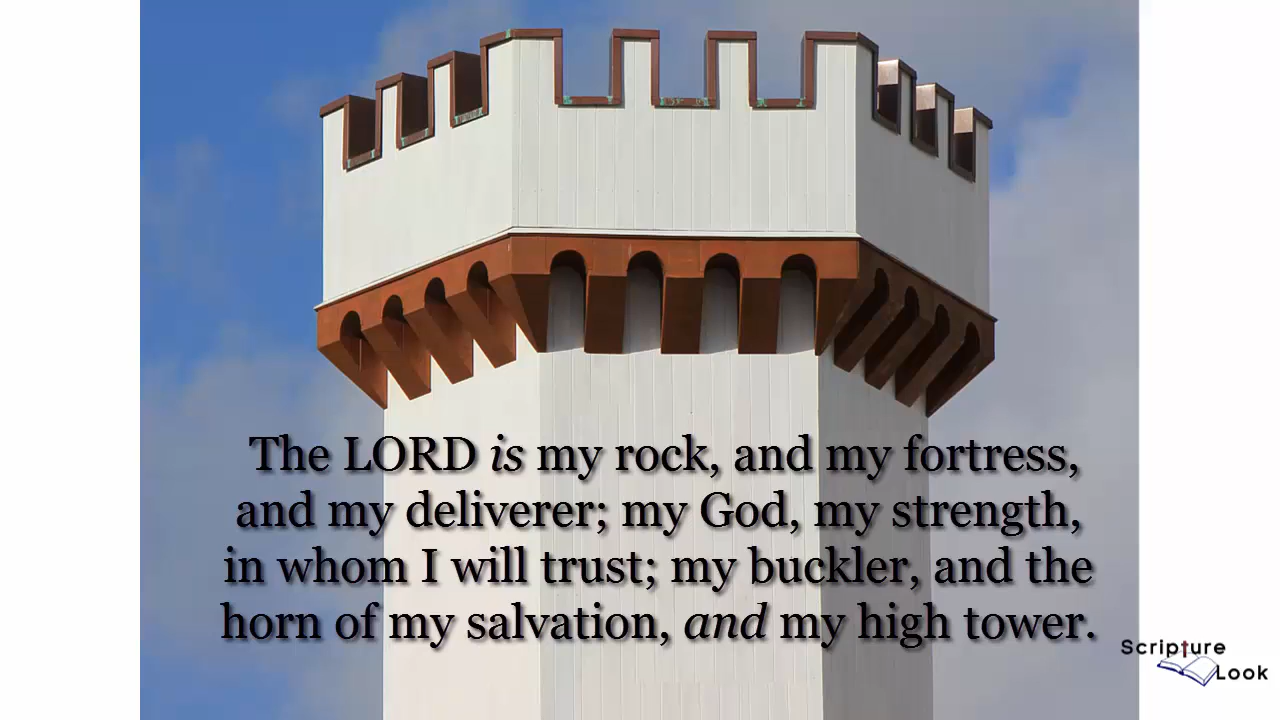 The LORD is my rock, and my fortress,
and my deliverer; my God, my strength,
in whom I will trust; my buckler, and the
horn of my salvation, and my high tower.
Scripture
Look